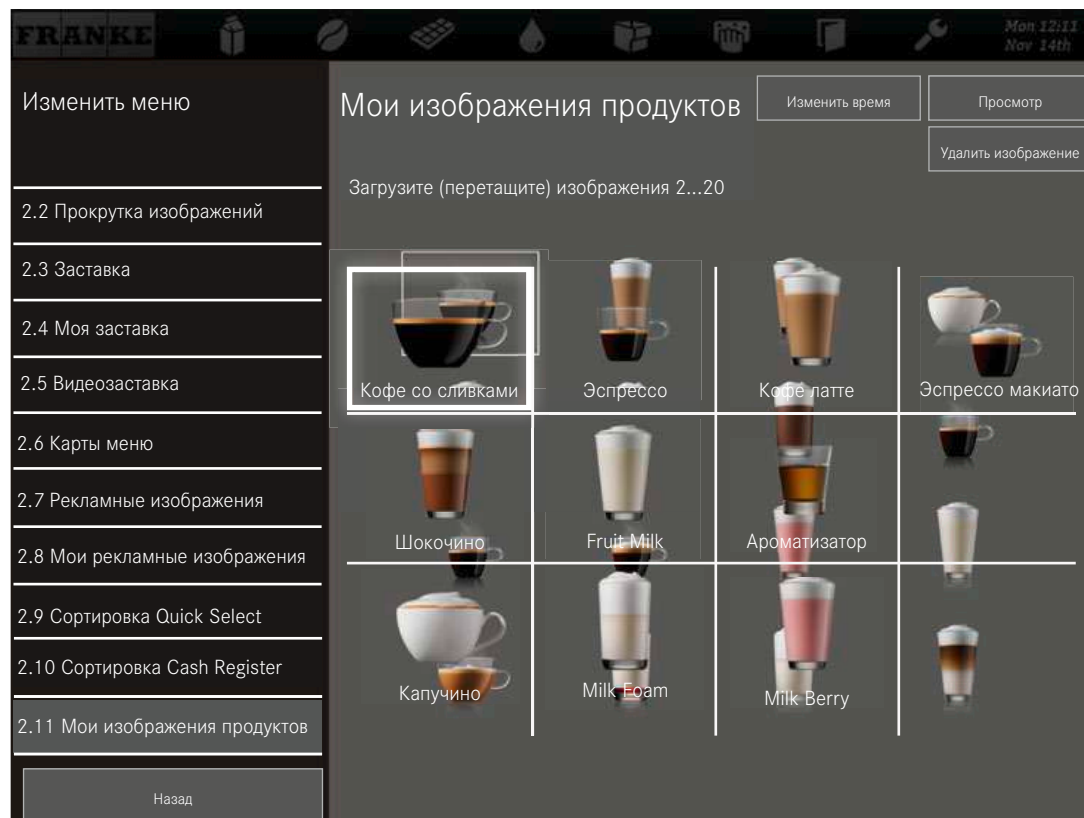 FRANKE
Mon 12:11
Nov 14th
Изменить меню
2.2 Прокрутка изображений
2.3 Заставка
2.4 Моя заставка
2.5 Видеозаставка
2.6 Карты меню
2.7 Рекламные изображения
2.8 Мои рекламные изображения
2.9 Сортировка Quick Select
2.10 Сортировка Cash Register
2.11 Мои изображения продуктов
Назад
Мои изображения продуктов
Изменить время
Просмотр
Удалить изображение
Загрузите (перетащите) изображения 2...20
Кофе со сливками
Эспрессо
Кофе латте
Эспрессо макиато
Шокочино
Fruit Milk
Ароматизатор
Капучино
Milk Foam
Milk Berry